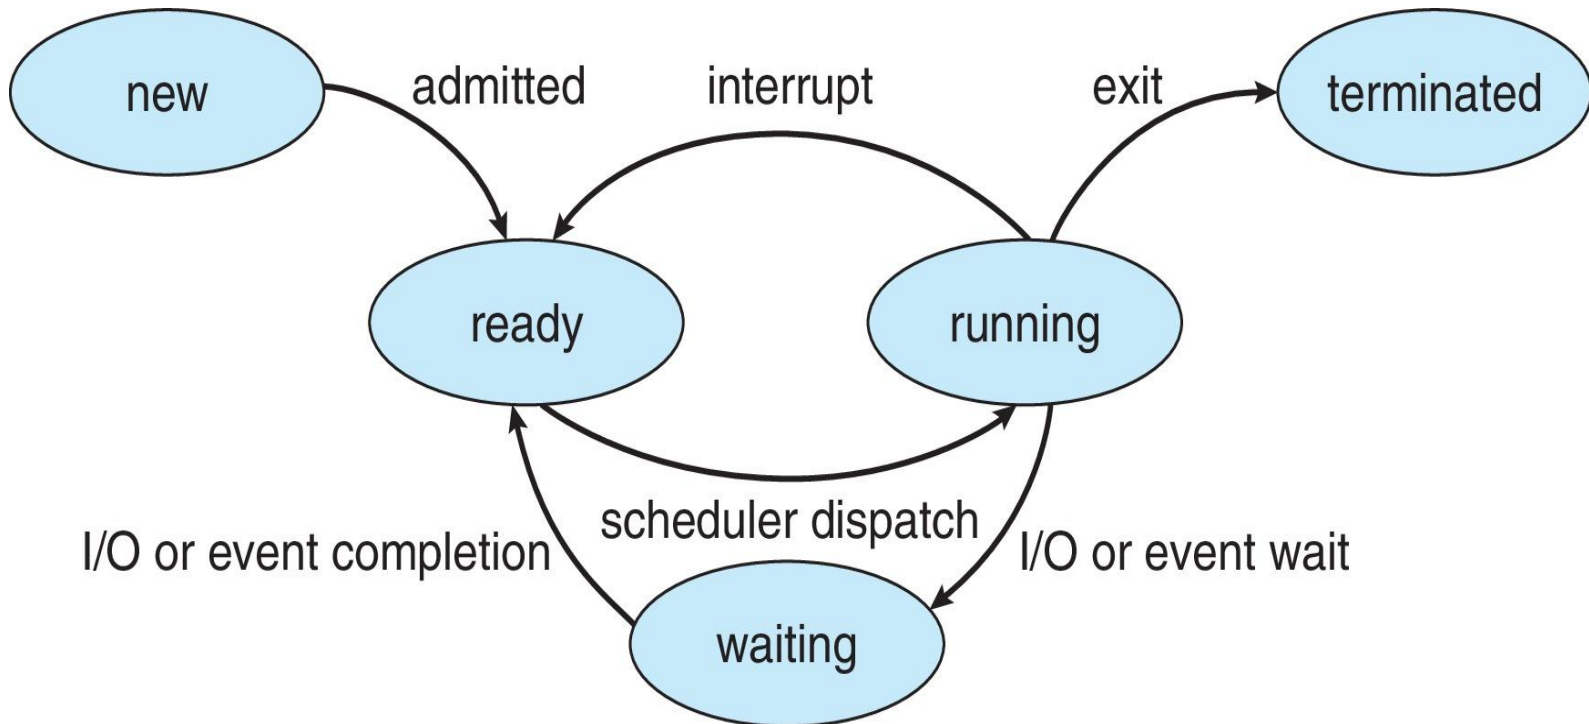 new
admitted
interrupt
exit
terminated
ready
running
scheduler dispatch
I/O or event completion
I/O or event wait
waiting